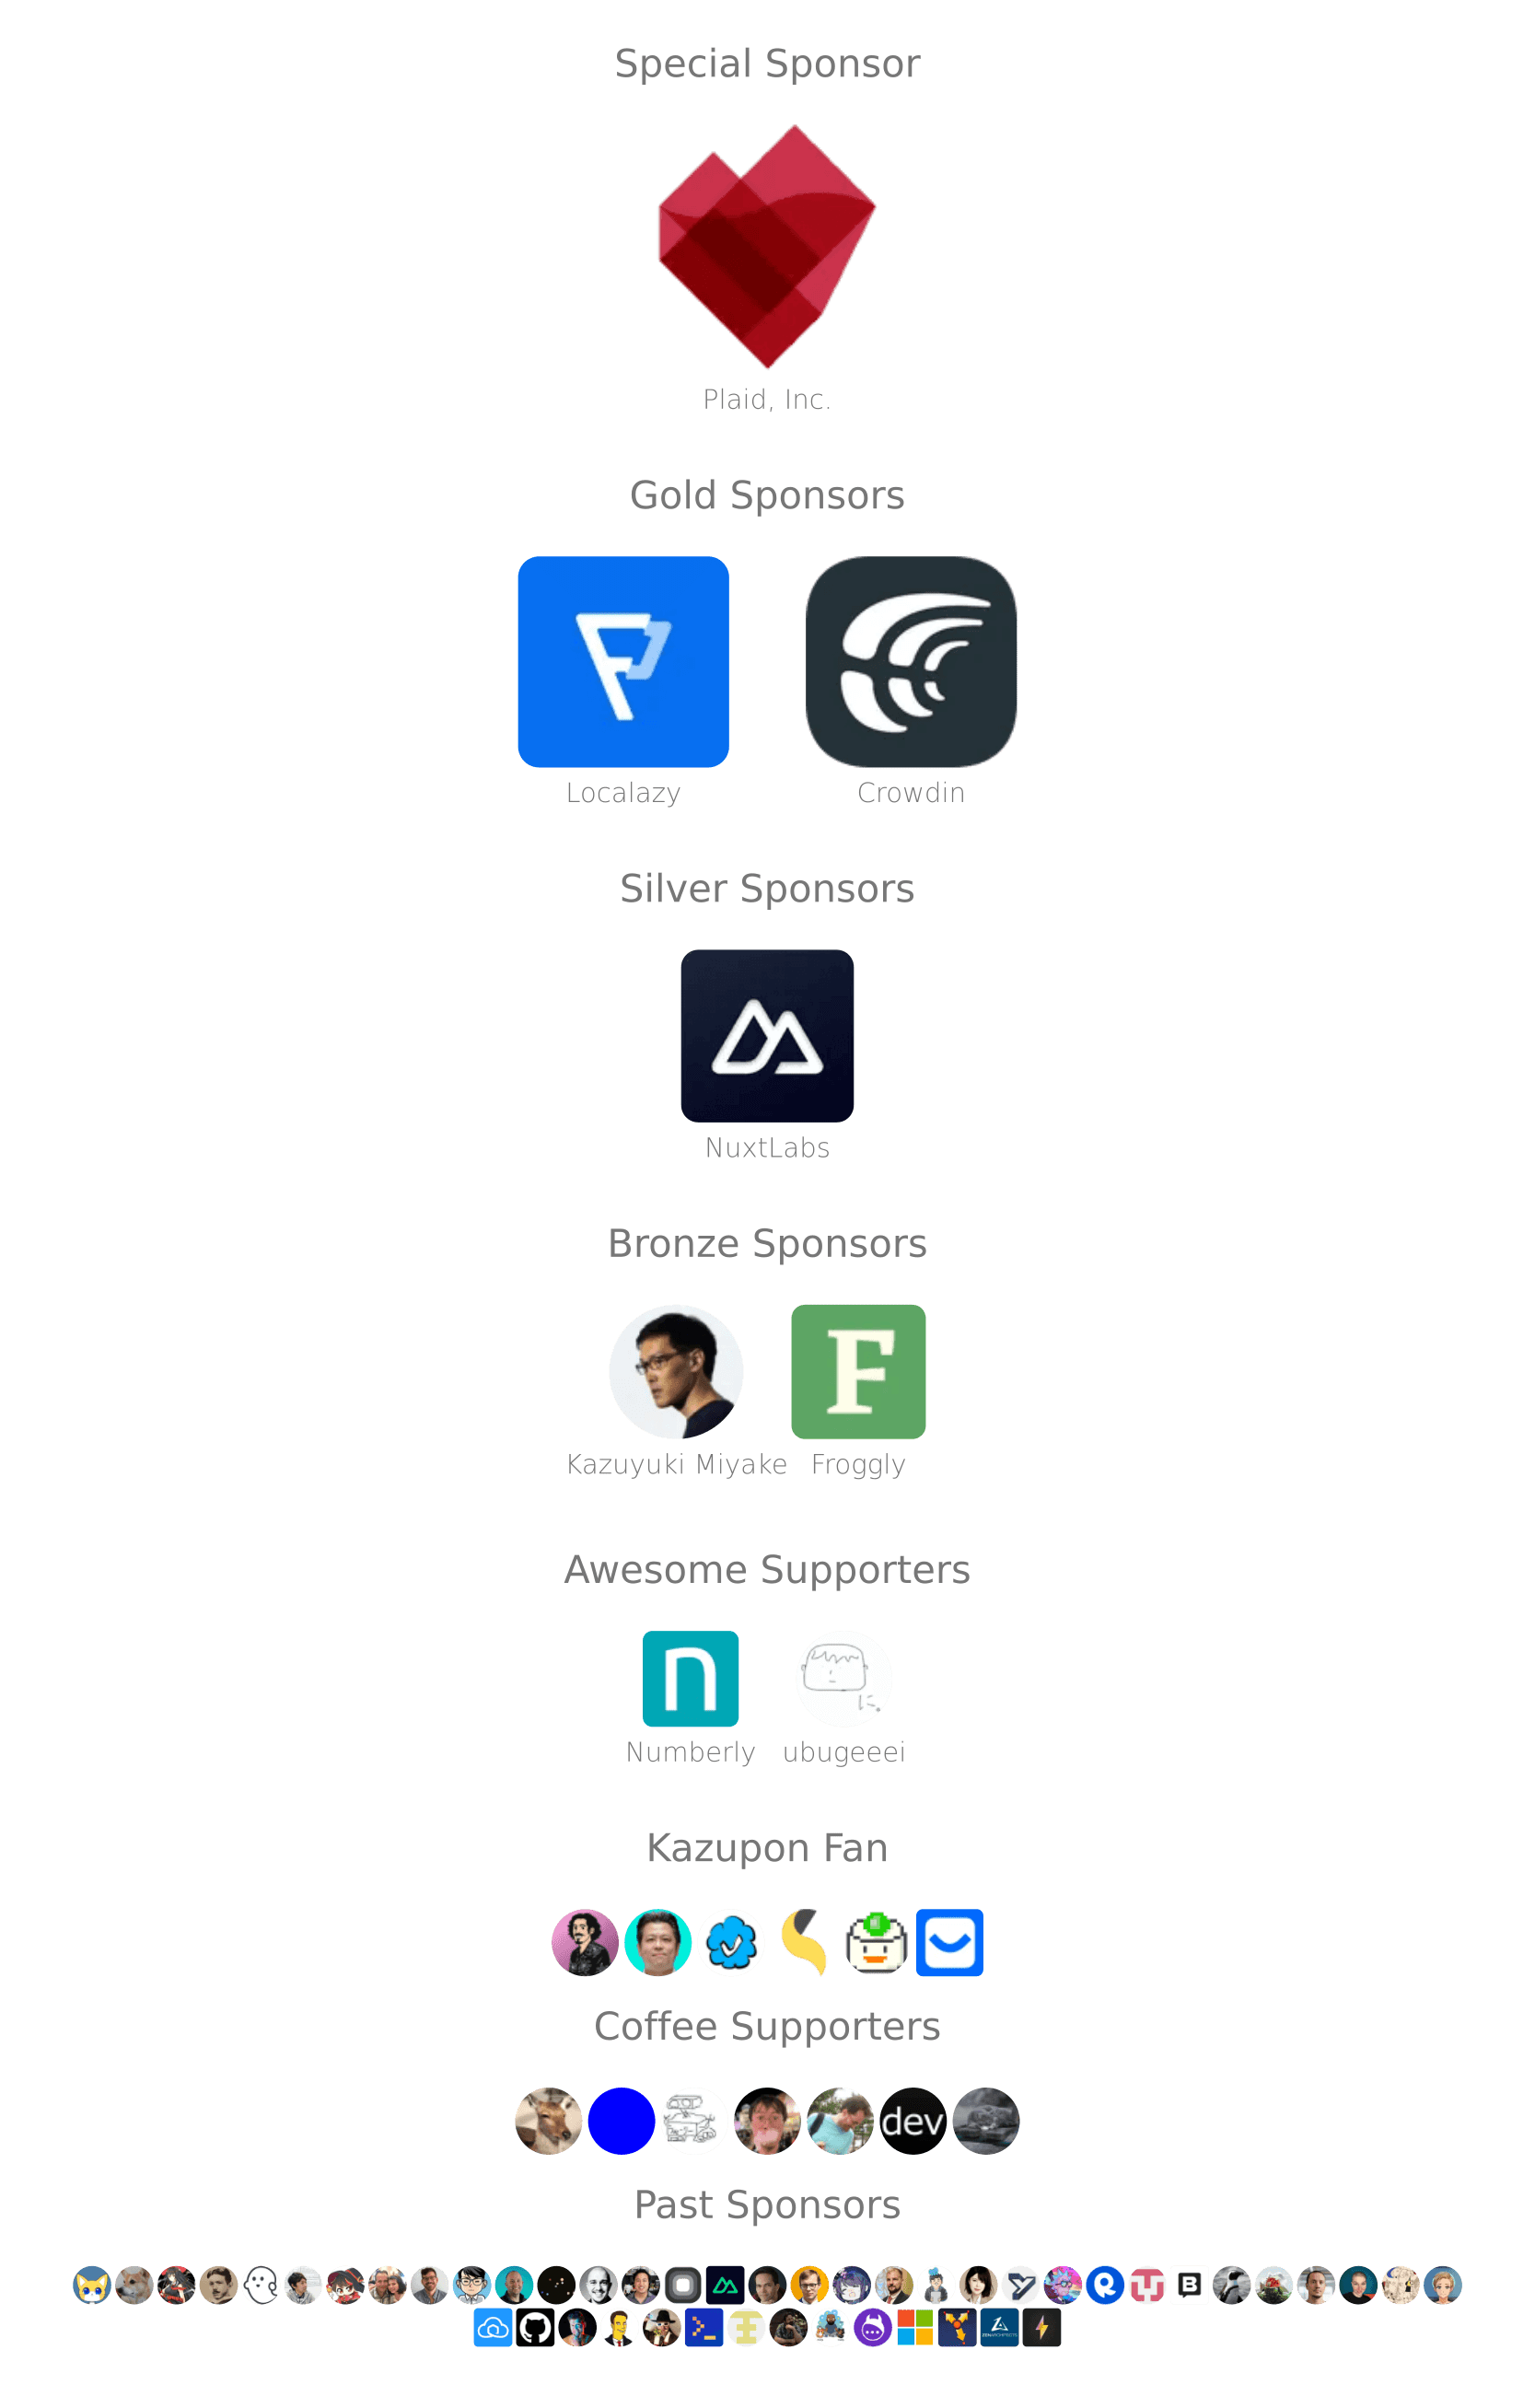 Special Sponsor
Plaid, Inc.
Gold Sponsors
Localazy
Crowdin
Silver Sponsors
NuxtLabs
Bronze Sponsors
F
Kazuyuki Miyake
Froggly
Awesome Supporters
n
に.
Numberly
ubugeeei
Kazupon Fan
Coffee Supporters
dev
Past Sponsors
B